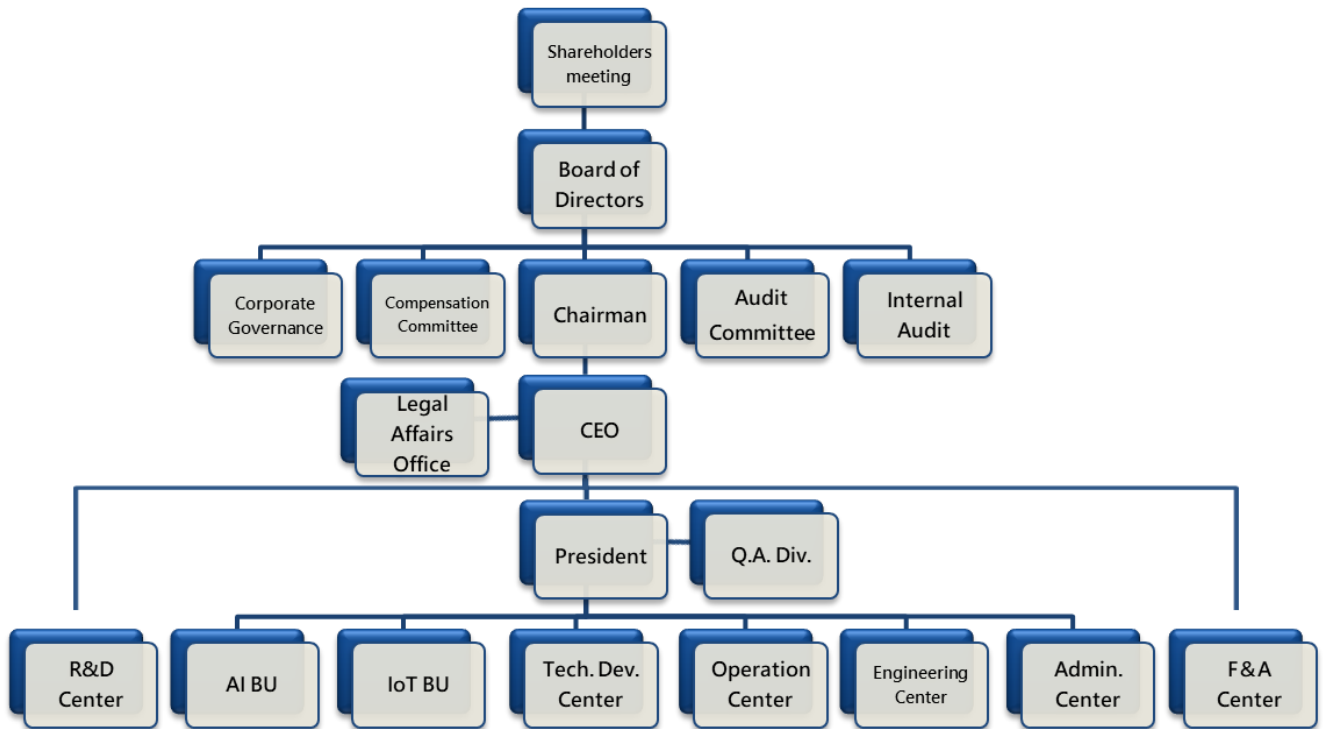 Shareholders
meeting
Board of
Directors
Corporate
Governance
Compensation
Committee
Chairman
Audit
Committee
Internal
Audit
Legal
Affairs
Office
CEO
President
Q.A. Div.
R&D
Center
AI BU
IoT BU
Tech. Dev.
Center
Operation
Center
Engineering
Center
Admin.
Center
F&A
Center